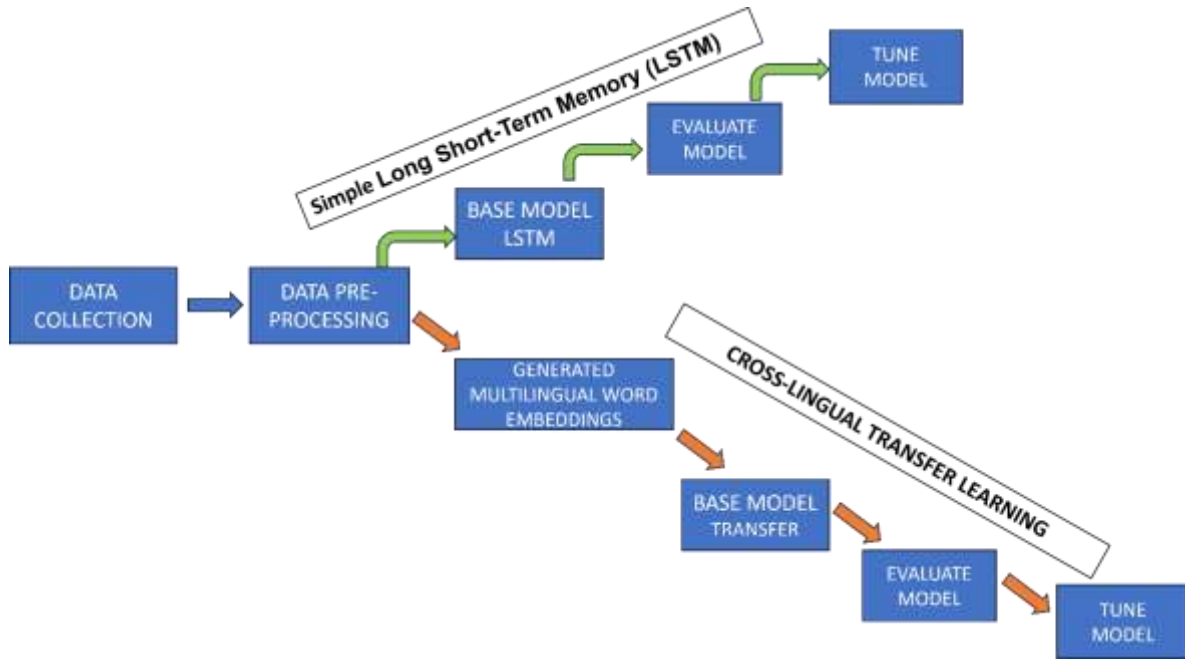 Simple Long Short-Term Memory (LSTM)
TUNE
MODEL
EVALUATE
MODEL
BASE MODEL
LSTM
DATA
COLLECTION
DATA PRE-
PROCESSING
GENERATED
MULTILINGUAL WORD
EMBEDDINGS
CROSS-LINGUAL TRANSFER LEARNING
BASE MODEL
TRANSFER
EVALUATE
MODEL
TUNE
MODEL